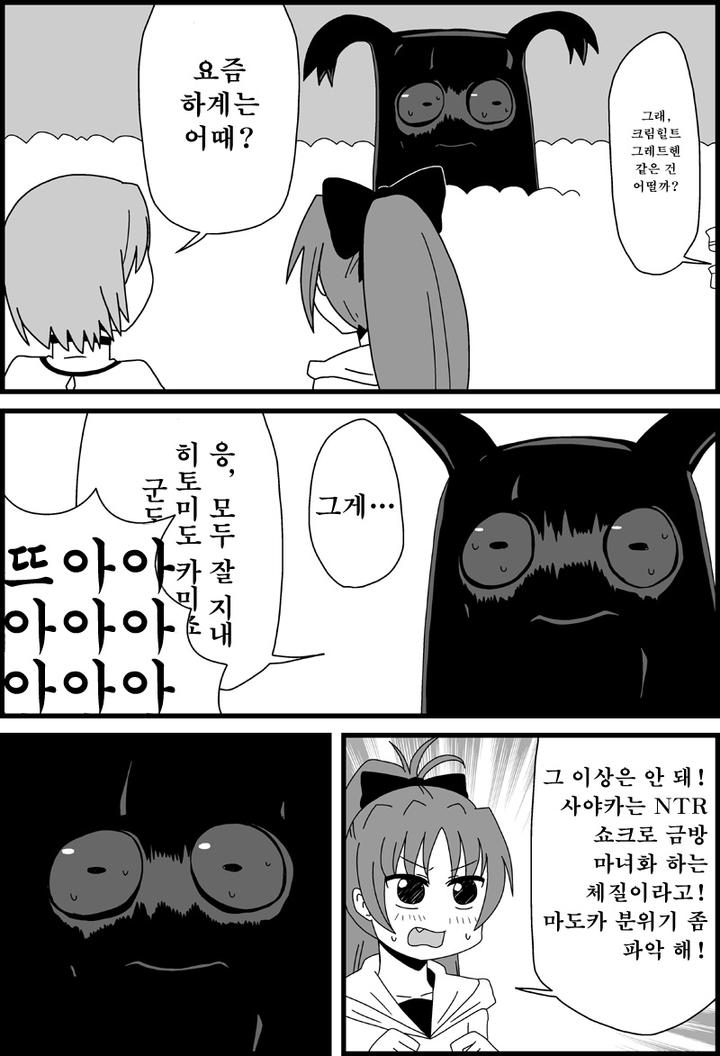 요즘
하계는
어때?
그래,
크림힐트
그레트헨
같은 건
어떨까?
응, 모두 잘 지내
히토미도 카미죠
군도
그게…
뜨아아
아아아
아아아
그 이상은 안 돼!
사야카는 NTR
쇼크로 금방
마녀화 하는
체질이라고!
마도카 분위기 좀
파악 해!